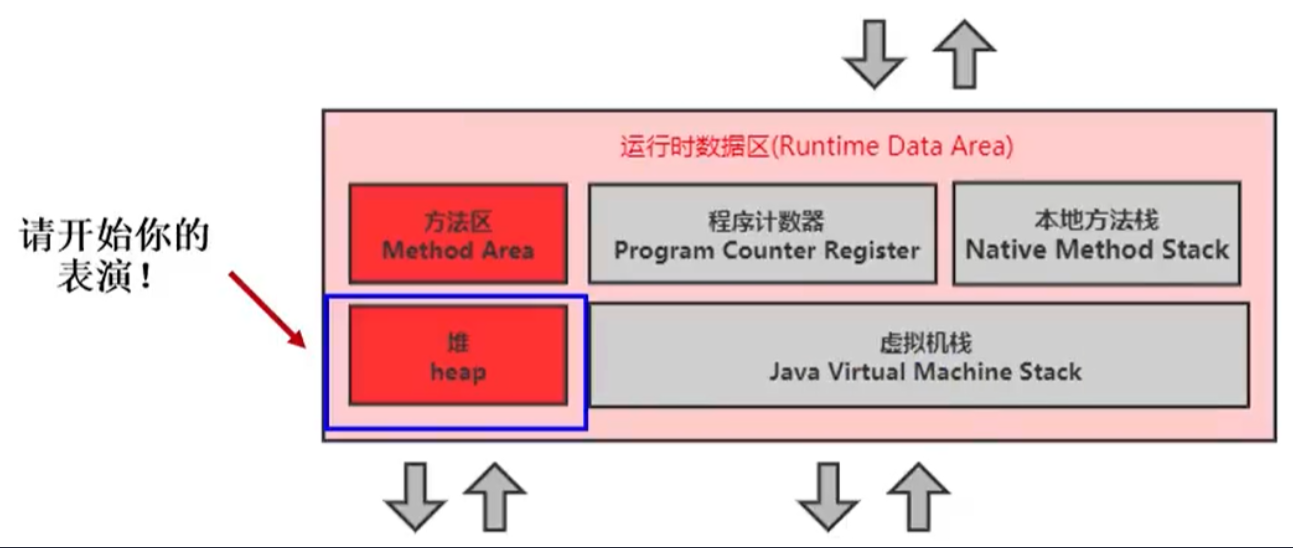 运行时数据区(Runtime Data Area)
方法区
Method Area
程序计数器
Program Counter Register
本地方法栈
Native Method Stack
请开始你的
表演！
堆
heap
虚拟机栈
Java Virtual Machine Stack